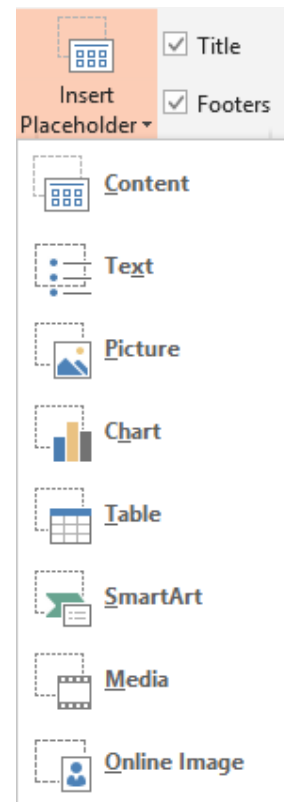 Title
Insert
Placeholder
Footers
Content
Text
Picture
Chart
Table
SmartArt
Media
Online Image